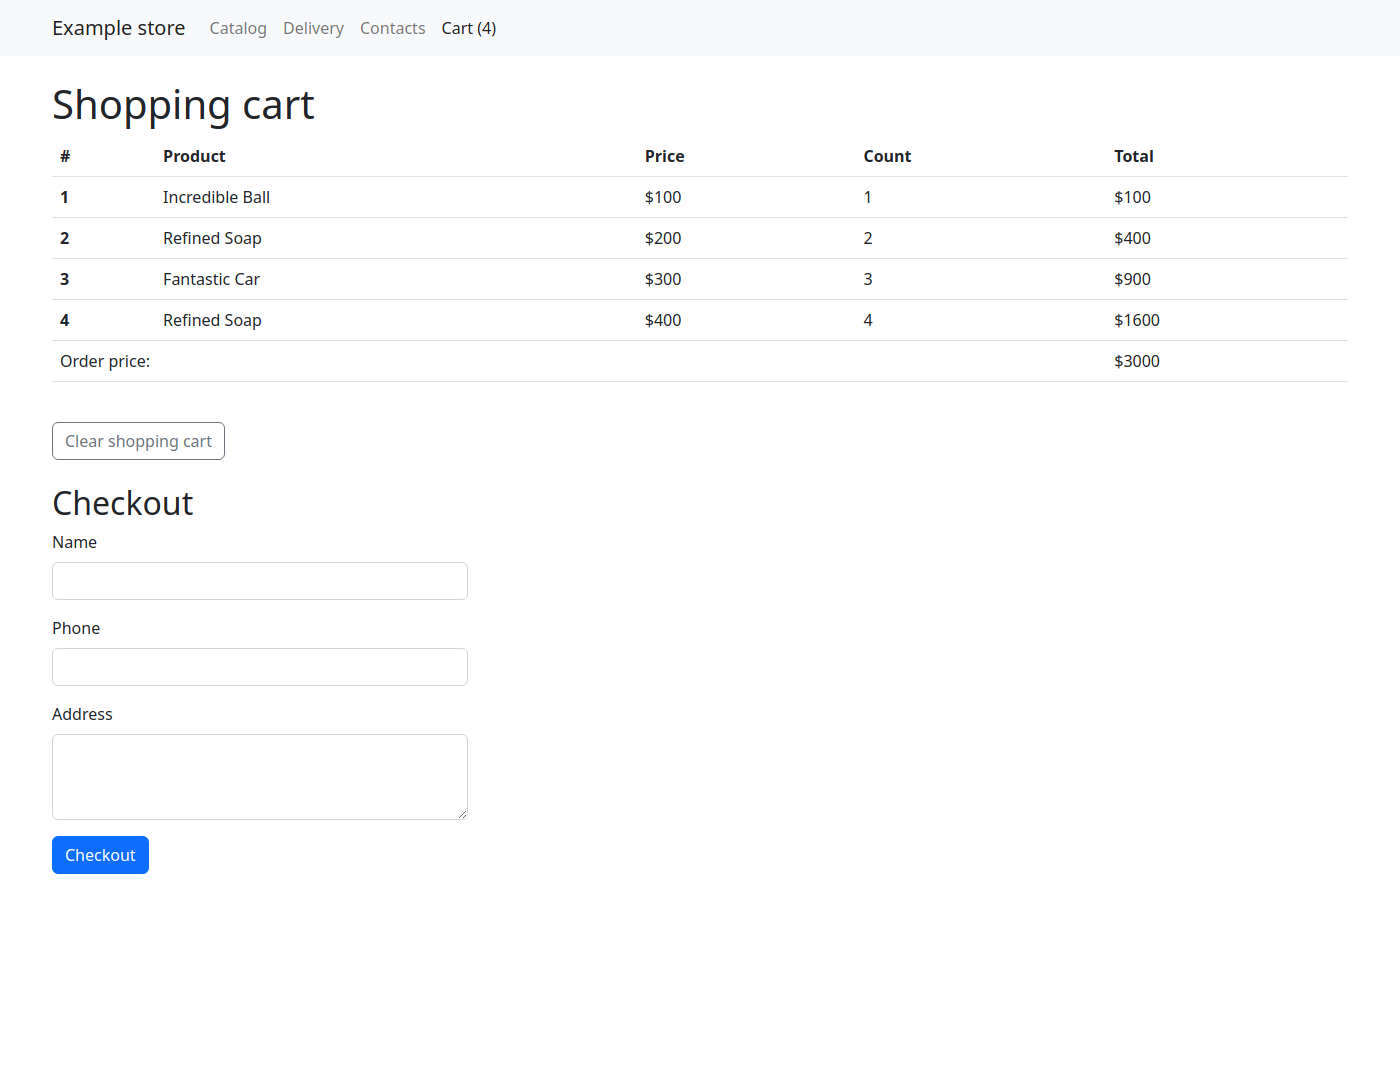 Example store Catalog Delivery Contacts Cart (4)
Shopping cart
# Product Price Count Total
1 Incredible Ball $100 1 $100
2 Refined Soap $200 2 $400
3 Fantastic Car $300 3 $900
4 Refined Soap $400 4 $1600
Order price: $3000
Clear shopping cart
Checkout
Name
Phone
Address
Checkout